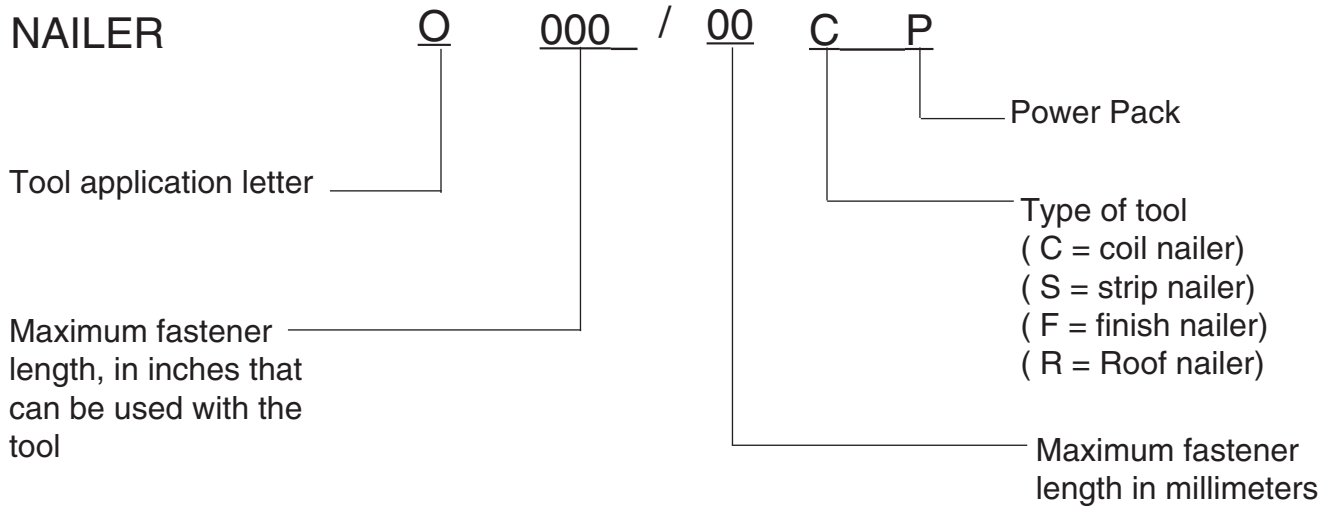 NAILER O 000_ / 00 C___P
Power Pack
Tool application letter
Type of tool
( C = coil nailer)
( S = strip nailer)
( F = finish nailer)
( R = Roof nailer)
Maximum fastener
length, in inches that
can be used with the
tool
Maximum fastener
length in millimeters